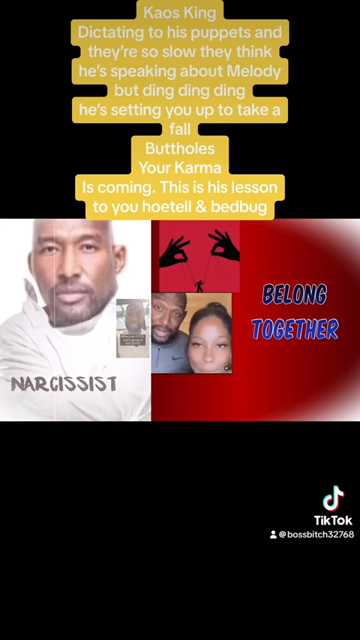 Kaos King
Dictating to his puppets and
they're so slow they think
he's speaking about Melody
but ding ding ding
he's setting you up to take a
fall
Buttholes
Your Karma
Is coming. This is his lesson
to you hoetell & bedbug
BELONG
TOGETHER
NARCISSIST
TikTok
@bossbitch32768